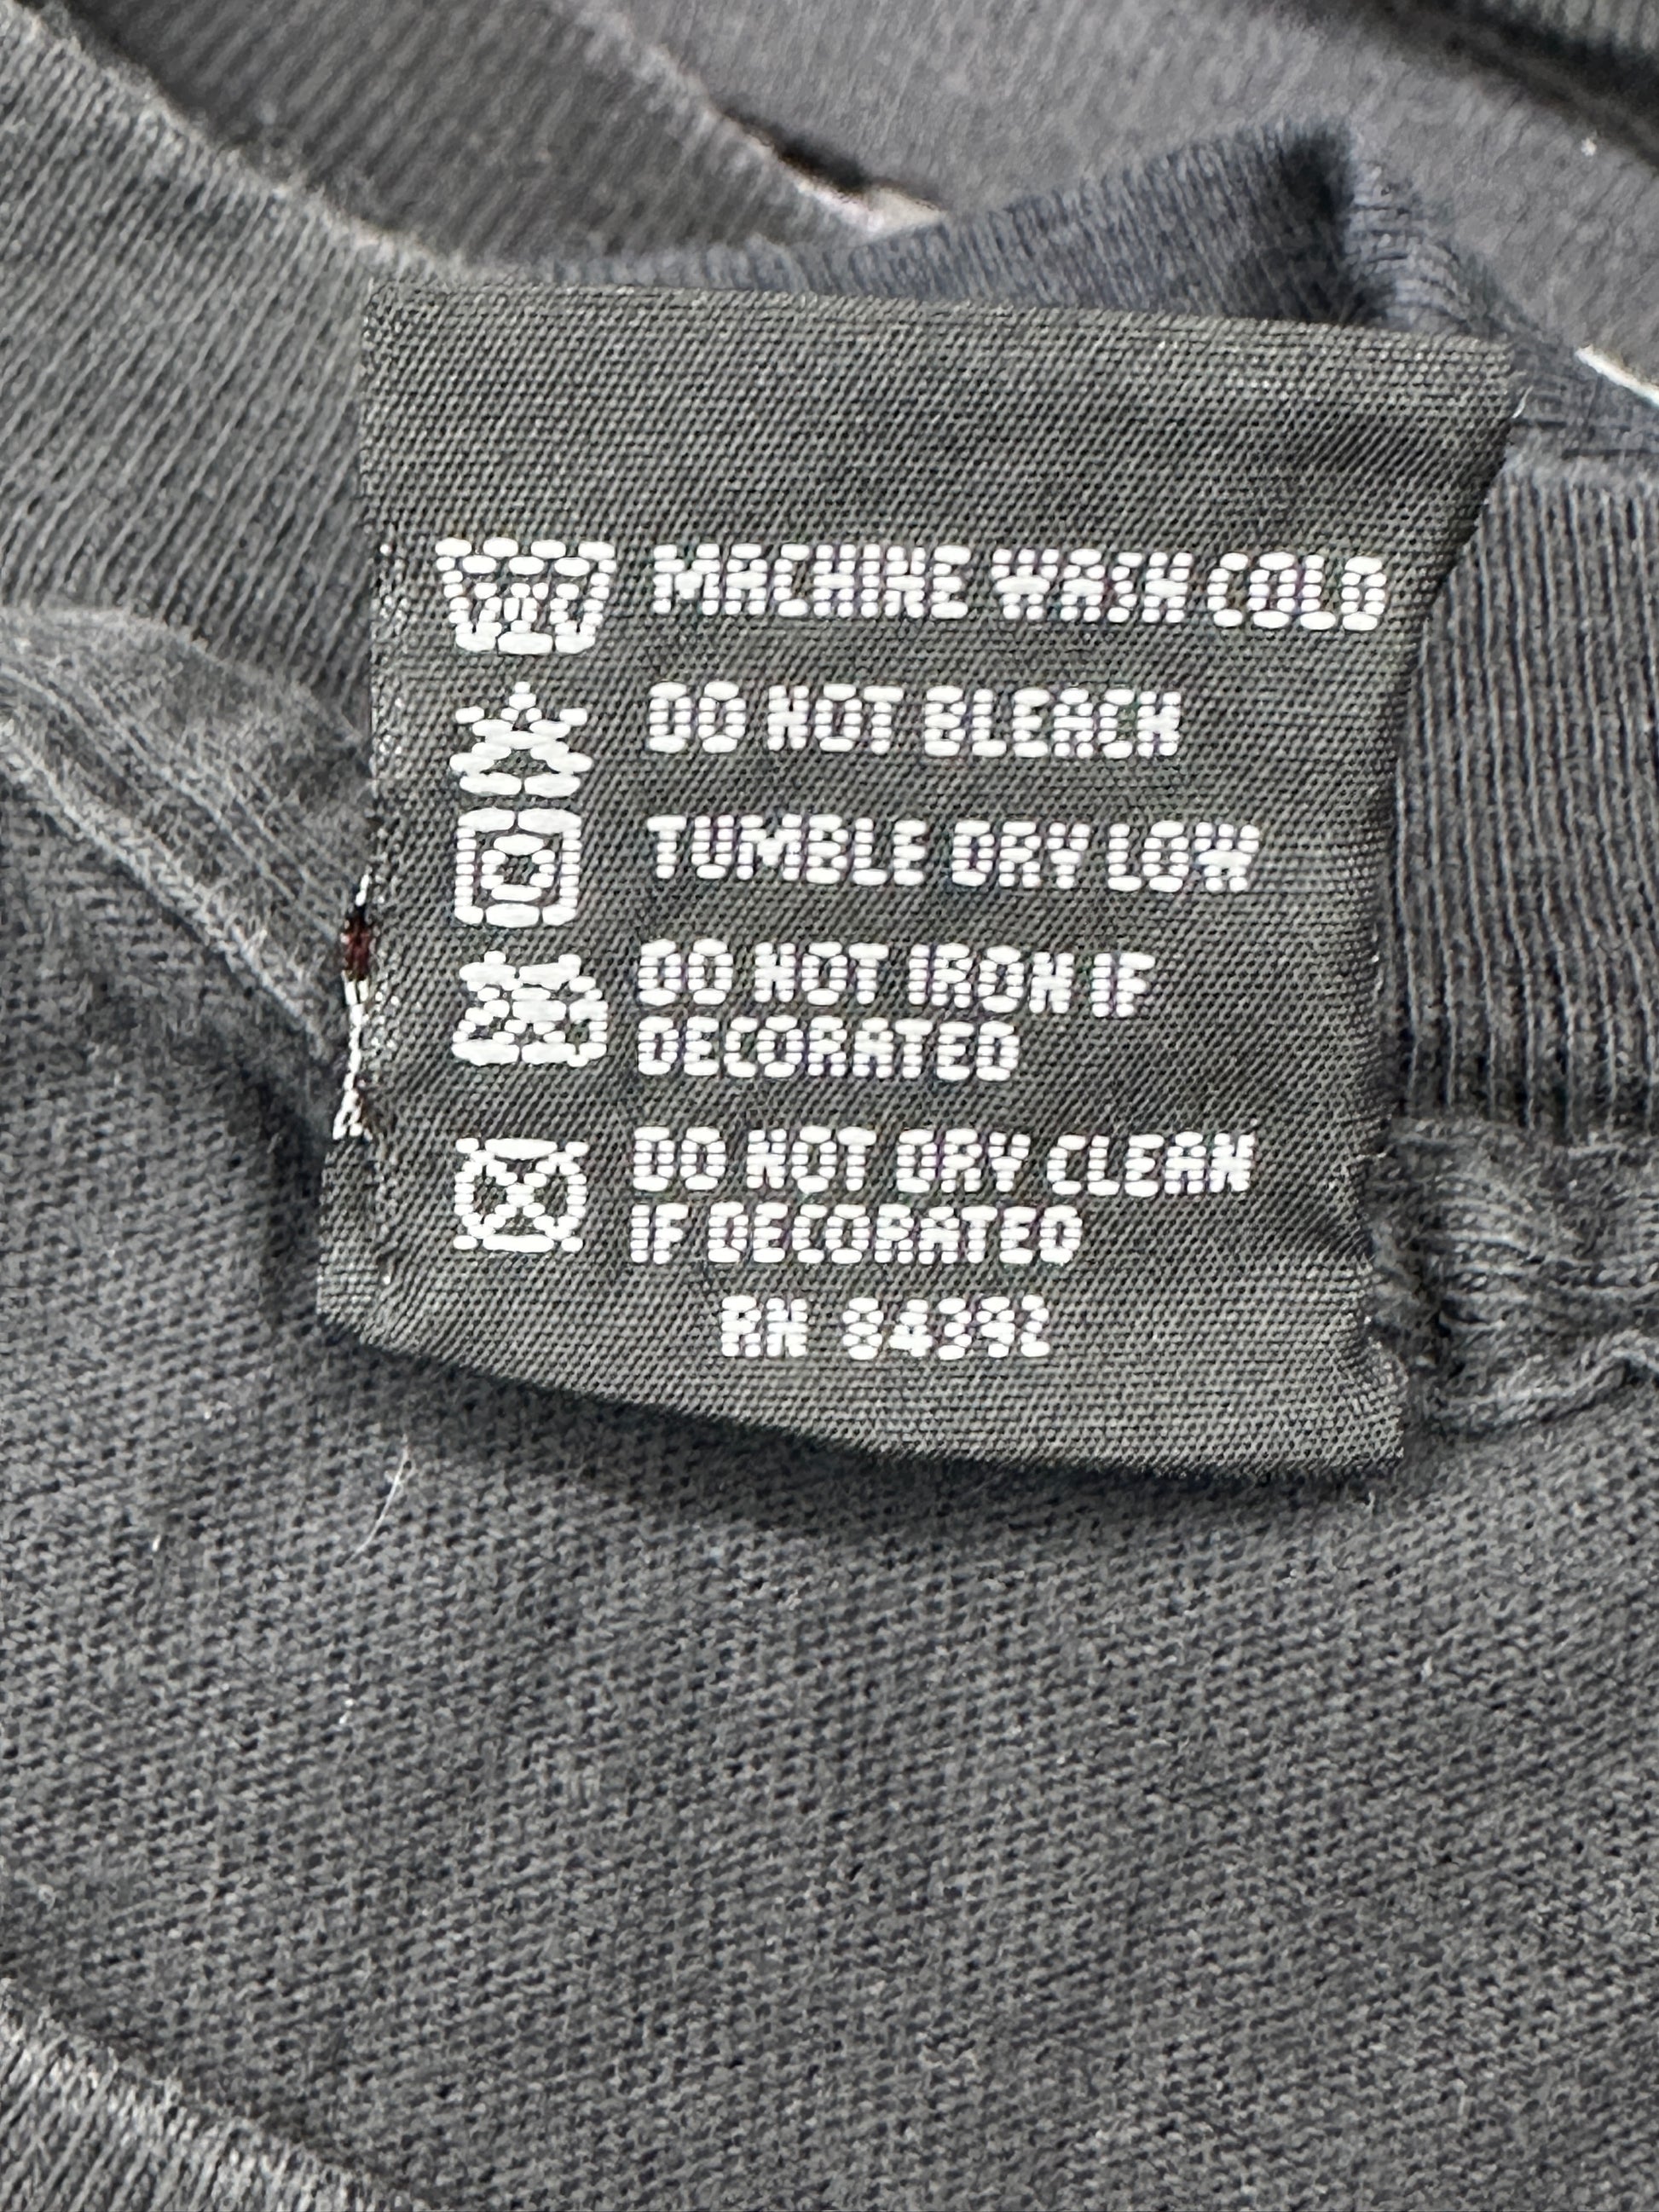 MACHINE WASH COLD
DO NOT BLEACH
TUMBLE DRY LOW
DO NOT IRON IF
DECORATED
DO NOT DRY CLEAN
IF DECORATED
RN 84392